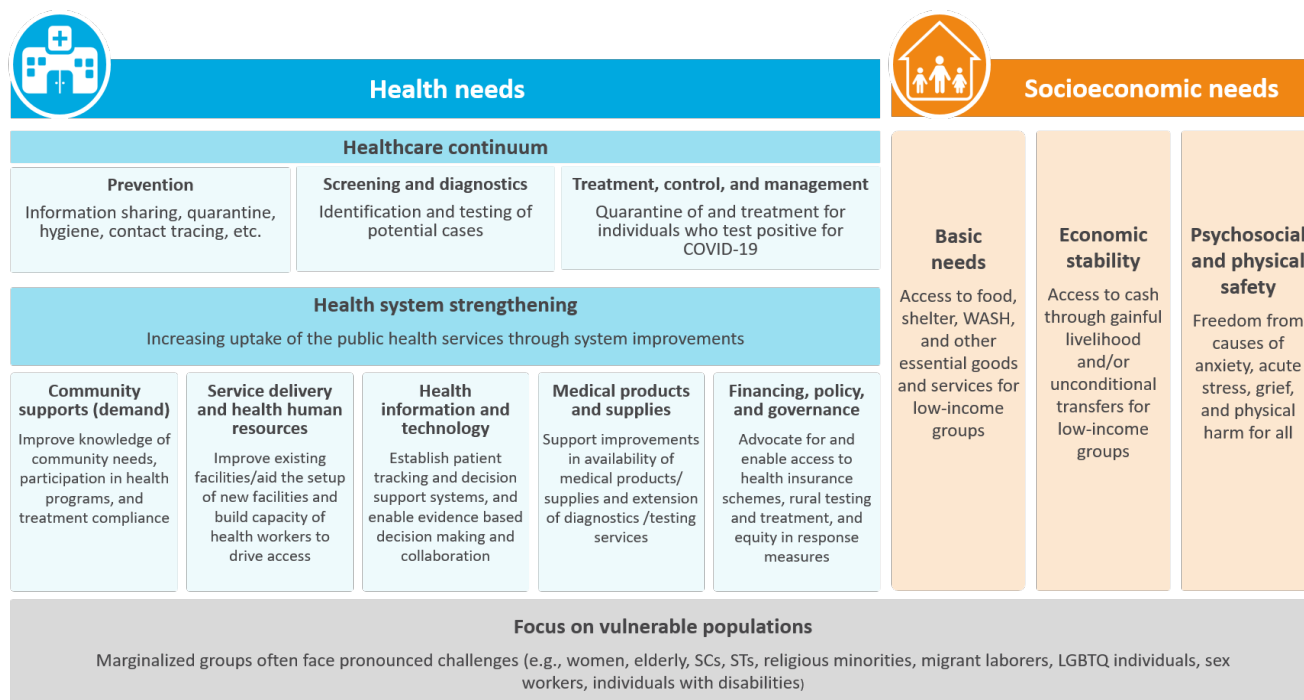 Health needs
Socioeconomic needs
Healthcare continuum
Prevention
Information sharing, quarantine,
hygiene, contact tracing, etc.
Screening and diagnostics
Identification and testing of
potential cases
Treatment, control, and management
Quarantine of and treatment for
individuals who test positive for
COVID-19
Health system strengthening
Increasing uptake of the public health services through system improvements
Community
supports (demand)
Improve knowledge of
community needs,
participation in health
programs, and
treatment compliance
Service delivery
and health human
resources
Improve existing
facilities/aid the setup
of new facilities and
build capacity of
health workers to
drive access
Health
information and
technology
Establish patient
tracking and decision
support systems, and
enable evidence based
decision making and
collaboration
Medical products
and supplies
Support improvements
in availability of
medical products/
supplies and extension
of diagnostics /testing
services
Financing, policy,
and governance
Advocate for and
enable access to
health insurance
schemes, rural testing
and treatment, and
equity in response
measures
Basic
needs
Access to food,
shelter, WASH,
and other
essential goods
and services for
low-income
groups
Economic
stability
Access to cash
through gainful
livelihood
and/or
unconditional
transfers for
low-income
groups
Psychosocial
and physical
safety
Freedom from
causes of
anxiety, acute
stress, grief,
and physical
harm for all
Focus on vulnerable populations
Marginalized groups often face pronounced challenges (e.g., women, elderly, SCs, STs, religious minorities, migrant laborers, LGBTQ individuals, sex
workers, individuals with disabilities)